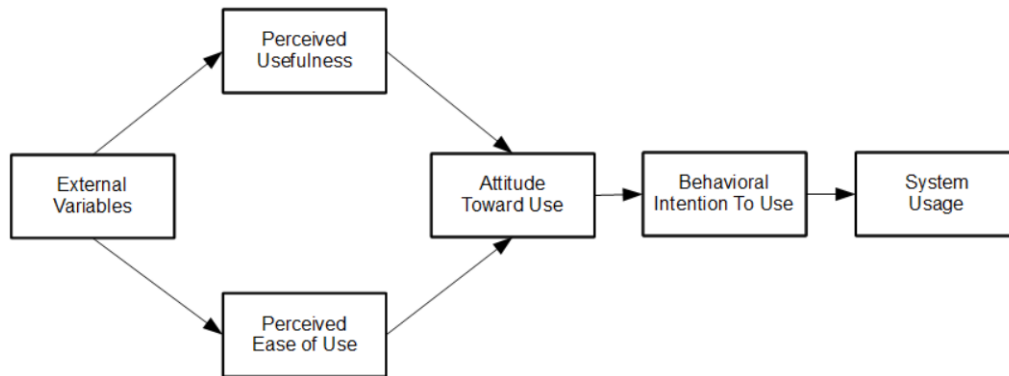 Perceived
Usefulness
External
Variables
Attitude
Toward Use
Behavioral
Intention To Use
System
Usage
Perceived
Ease of Use